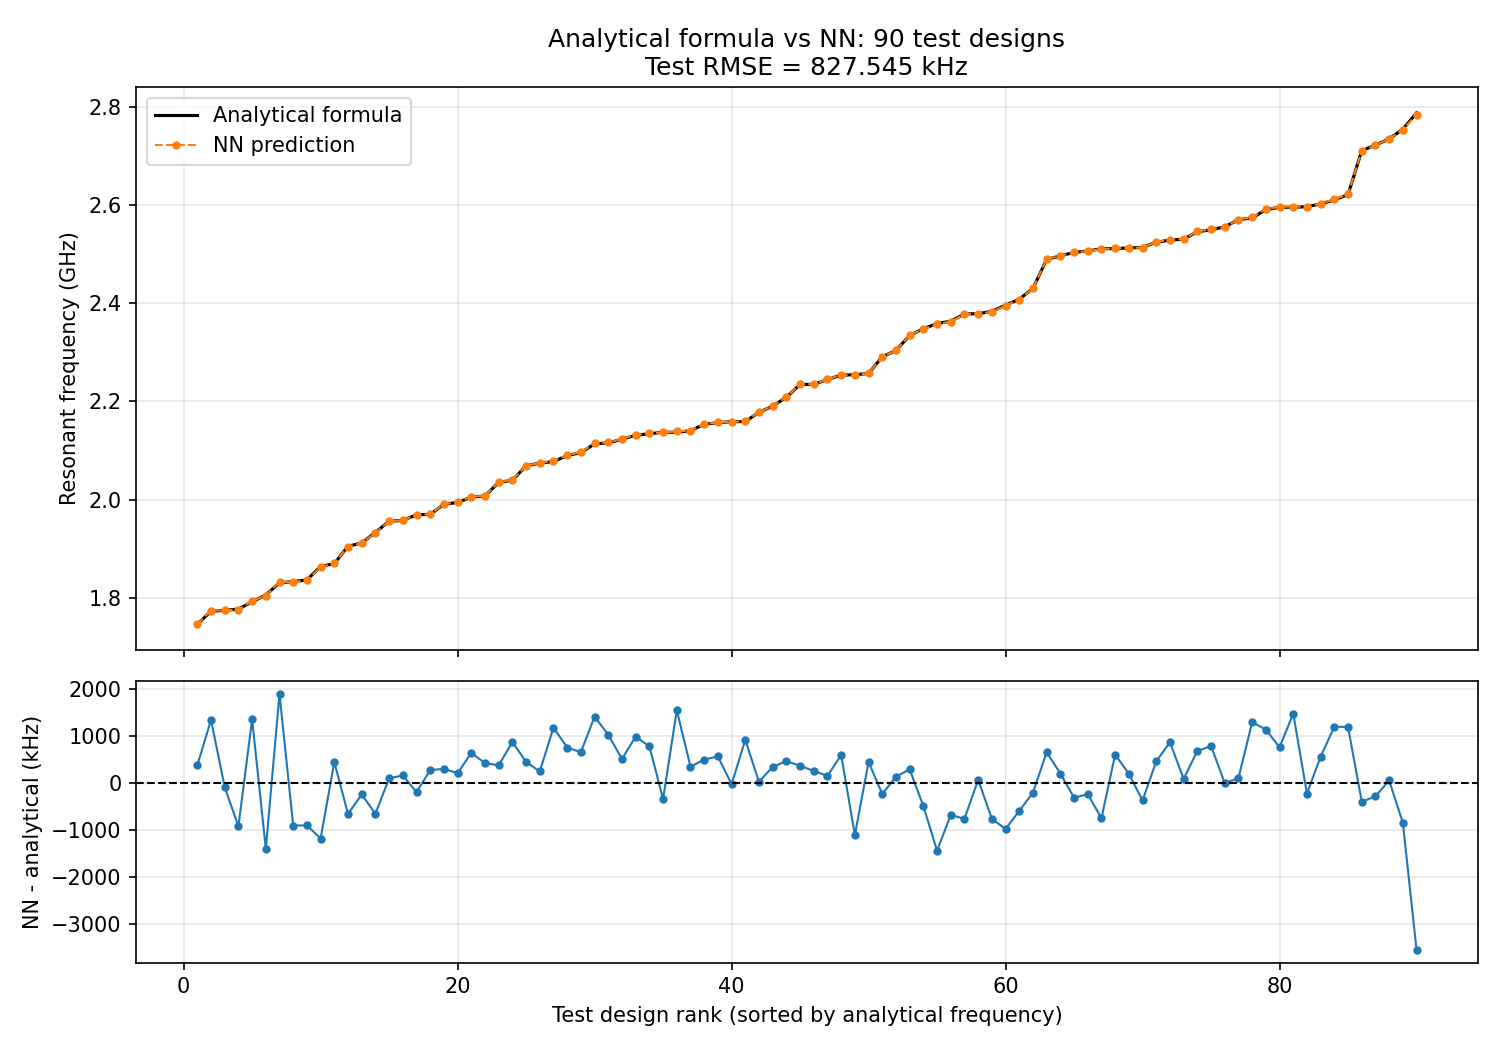 Analytical formula vs NN: 90 test designs
Test RMSE = 827.545 kHz
Analytical formula
NN prediction
Resonant frequency (GHz)
2.8
2.6
2.4
2.2
2.0
1.8
NN - analytical (kHz)
2000
1000
0
−1000
−2000
−3000
0 20 40 60 80
Test design rank (sorted by analytical frequency)